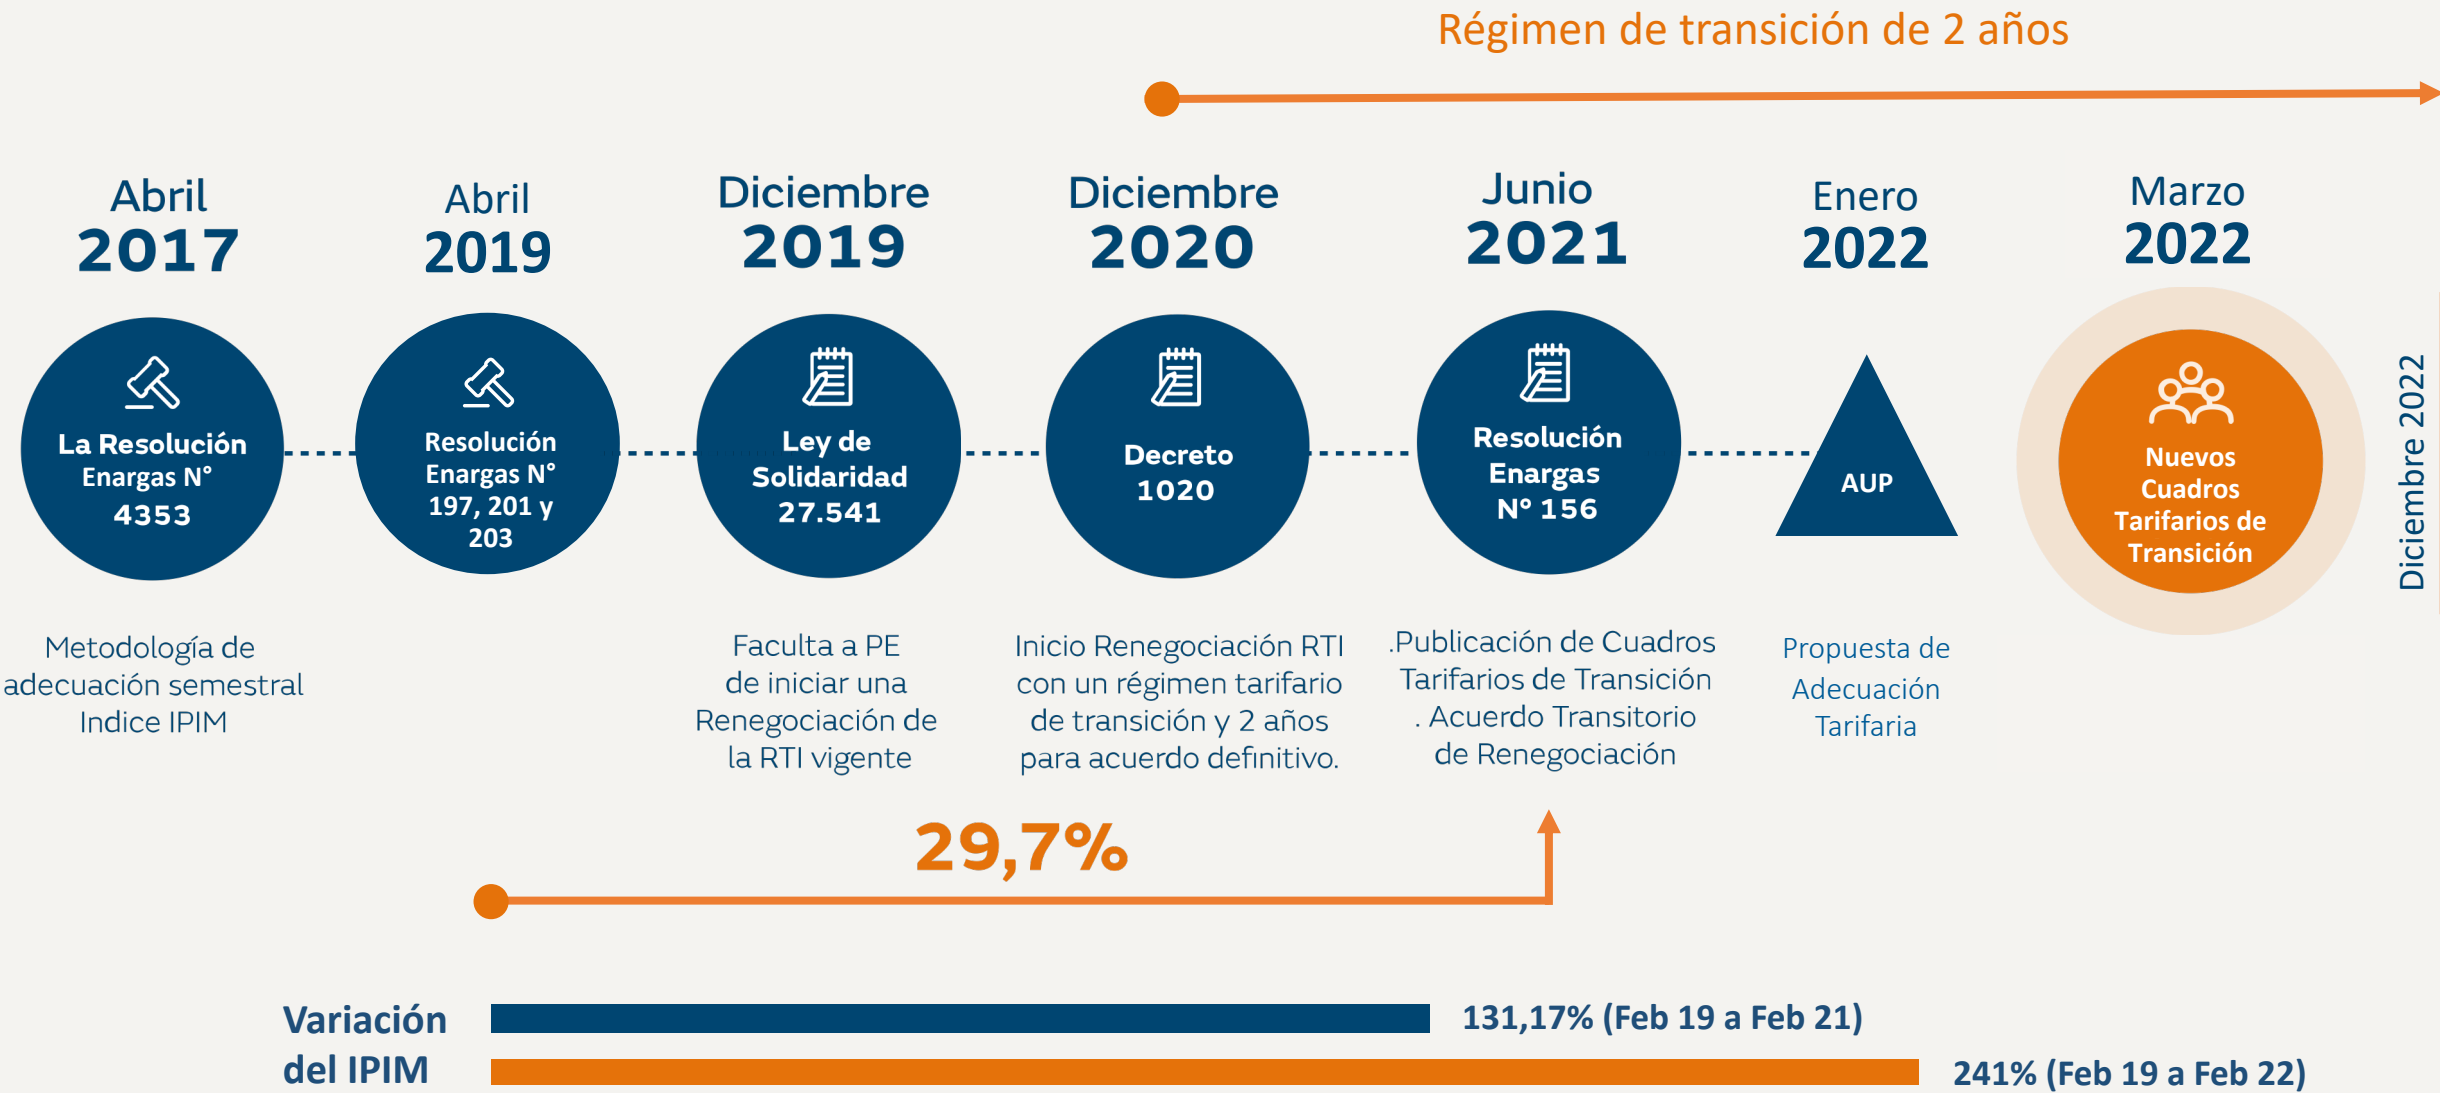 Régimen de transición de 2 años
Abril
2017
La Resolución
Enargas N°
4353
Metodología de
adecuación semestral
Indice IPIM
Abril
2019
Resolución
Enargas N°
197, 201 y
203
Diciembre
2019
Ley de
Solidaridad
27.541
Faculta a PE
de iniciar una
Renegociación de
la RTI vigente
Diciembre
2020
Decreto
1020
Inicio Renegociación RTI
con un régimen tarifario
de transición y 2 años
para acuerdo definitivo.
Junio
2021
Resolución
Enargas
N° 156
.Publicación de Cuadros
Tarifarios de Transición
. Acuerdo Transitorio
de Renegociación
Enero
2022
AUP
Propuesta de
Adecuación
Tarifaria
Marzo
2022
Nuevos
Cuadros
Tarifarios de
Transición
Diciembre 2022
29,7%
Variación
del IPIM
131,17% (Feb 19 a Feb 21)
241% (Feb 19 a Feb 22)